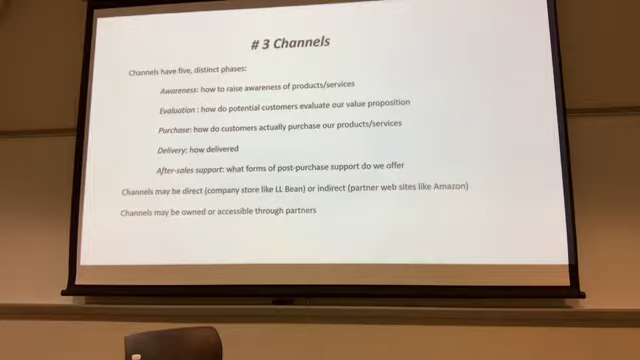 # 3 Channels
Channels have five, distinct phases:
Awareness: how to raise awareness of products/services
Evaluation : how do potential customers evaluate our value proposition
Purchase: how do customers actually purchase our products/services
Delivery: how delivered
After-sales support: what forms of post-purchase support do we offer
Channels may be direct (company store like LL Bean) or indirect (partner web sites like Amazon)
Channels may be owned or accessible through partners